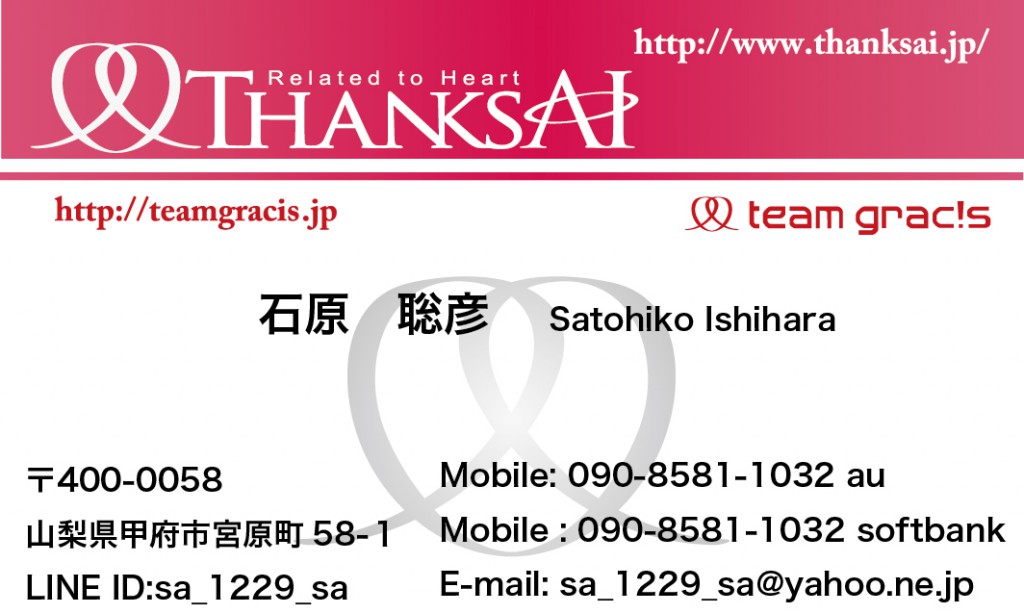 http://www.thanksai.jp/
Related to Heart
THANKSAI
http://teamgracis.jp
team grac!s
石原　聡彦 Satohiko Ishihara
〒400-0058
山梨県甲府市宮原町 58-1
LINE ID:sa_1229_sa
Mobile: 090-8581-1032 au
Mobile : 090-8581-1032 softbank
E-mail: sa_1229_sa@yahoo.ne.jp